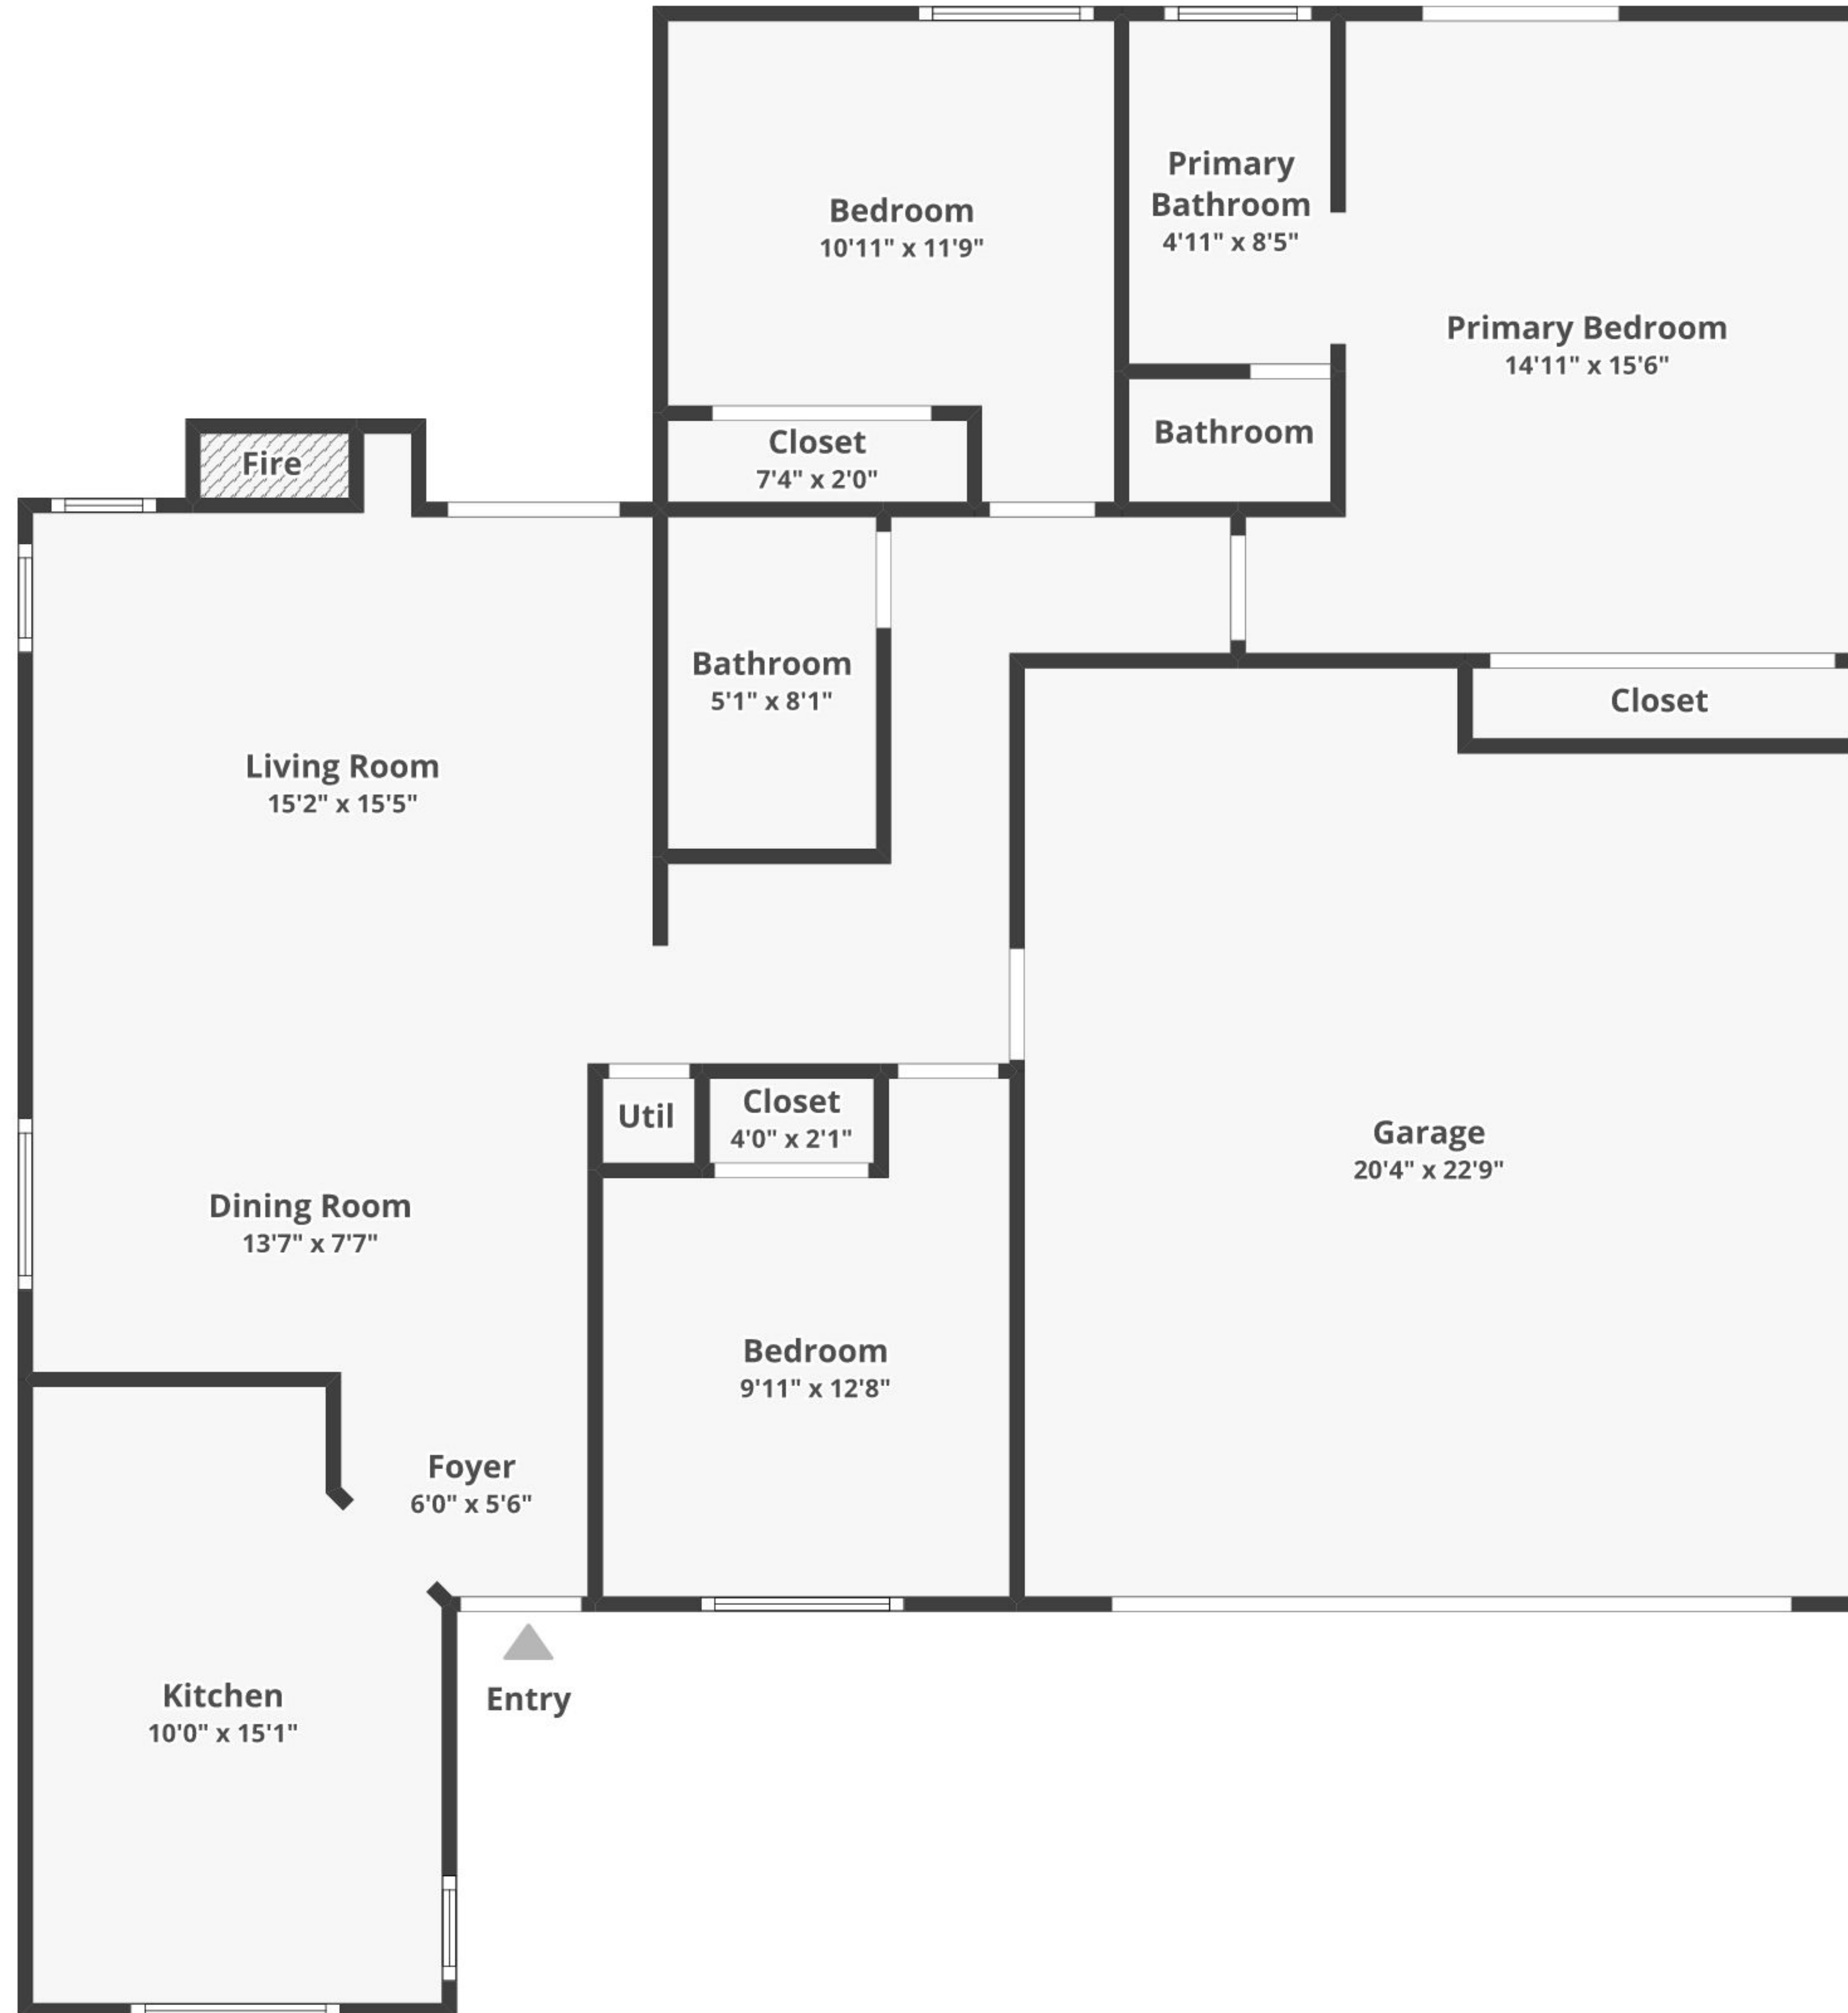 Bedroom
10'11" x 11'9"
Primary
Bathroom
4'11" x 8'5"
Primary Bedroom
14'11" x 15'6"
Closet
7'4" x 2'0"
Bathroom
Fire
Bathroom
5'1" x 8'1"
Closet
Living Room
15'2" x 15'5"
Util
Closet
4'0" x 2'1"
Garage
20'4" x 22'9"
Dining Room
13'7" x 7'7"
Bedroom
9'11" x 12'8"
Foyer
6'0" x 5'6"
Kitchen
10'0" x 15'1"
Entry